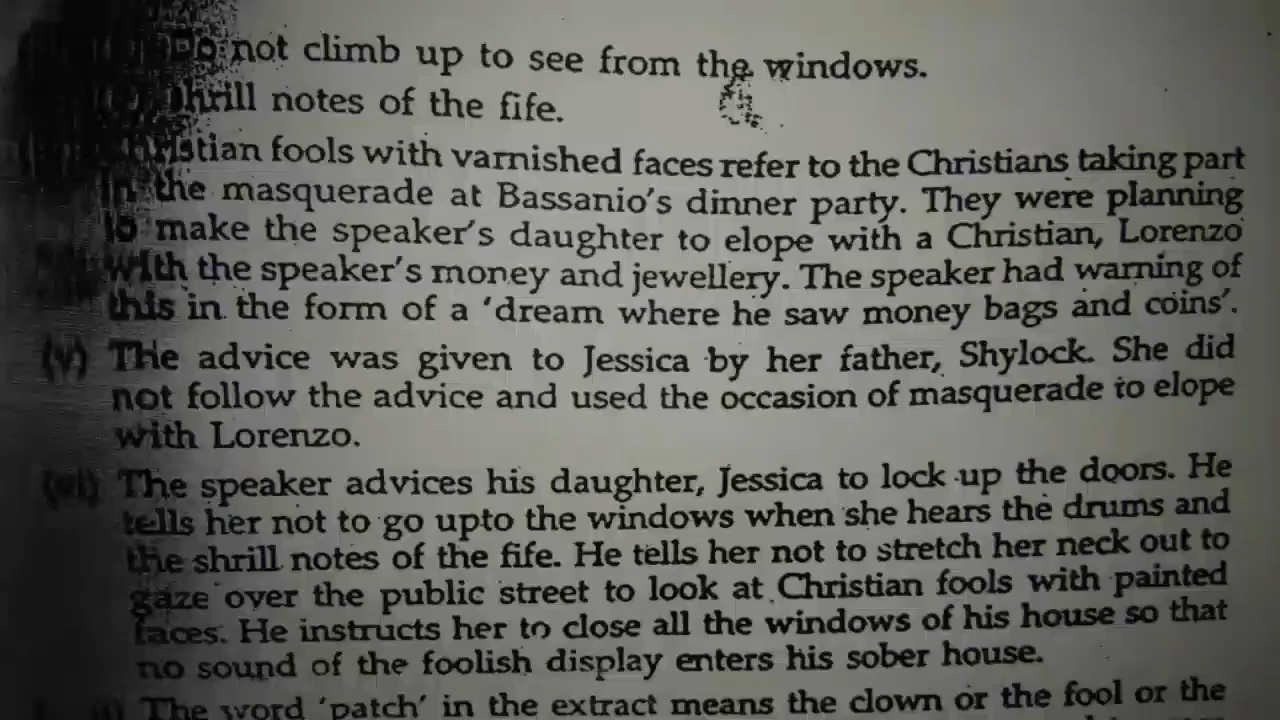 Do not climb up to see from the windows.
Shrill notes of the fife.
Christian fools with varnished faces refer to the Christians taking part
in the masquerade at Bassanio's dinner party. They were planning
to make the speaker's daughter to elope with a Christian, Lorenzo
with the speaker's money and jewellery. The speaker had warning of
this in the form of a 'dream where he saw money bags and coins'.
(v) The advice was given to Jessica by her father, Shylock. She did
not follow the advice and used the occasion of masquerade to elope
with Lorenzo.
(vi) The speaker advices his daughter, Jessica to lock up the doors. He
tells her not to go upto the windows when she hears the drums and
the shrill notes of the fife. He tells her not to stretch her neck out to
gaze over the public street to look at Christian fools with painted
faces. He instructs her to close all the windows of his house so that
no sound of the foolish display enters his sober house.
The word 'patch' in the extract means the clown or the fool or the